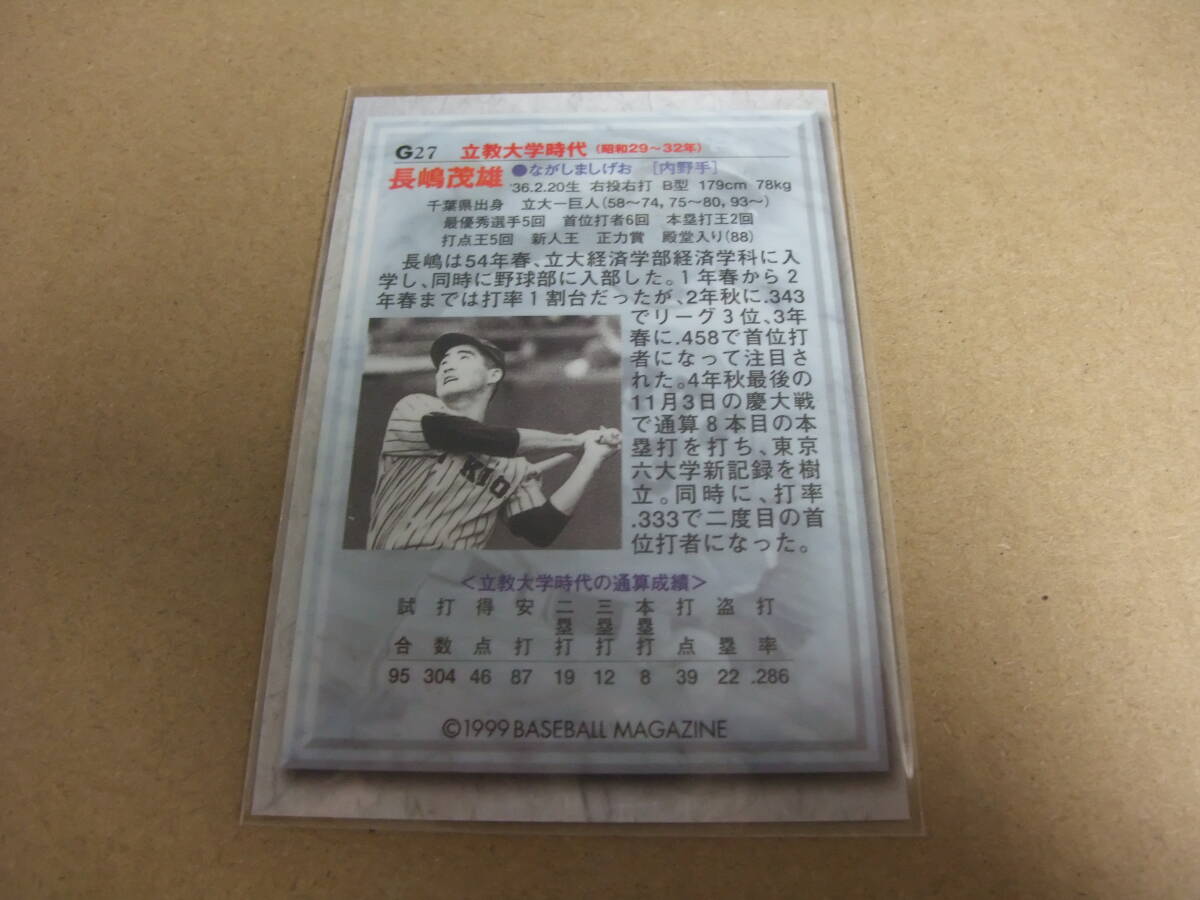 G27 立教大学時代 (昭和29〜32年)
長嶋茂雄 ●ながしましげお [内野手]
'36.2.20生 右投右打 B型 179cm 78kg
千葉県出身 立大ー巨人(58〜74,75〜80,93〜)
最優秀選手5回 首位打者6回 本塁打王2回
打点王5回 新人王 正力賞 殿堂入り(88)
長嶋は54年春、立大経済学部経済学科に入
学し、同時に野球部に入部した。1年春から2
年春までは打率1割台だったが、2年秋に.343
でリーグ3位、3年
春に.458で首位打
者になって注目さ
れた。4年秋最後の
11月3日の慶大戦
で通算8本目の本
塁打を打ち、東京
六大学新記録を樹
立。同時に、打率
.333で二度目の首
位打者になった。
KIO
<立教大学時代の通算成績>
試合 打数 得点 安打 二塁打 三塁打 本塁打 打点 盗塁 打率
95 304 46 87 19 12 8 39 22 .286
©1999 BASEBALL MAGAZINE